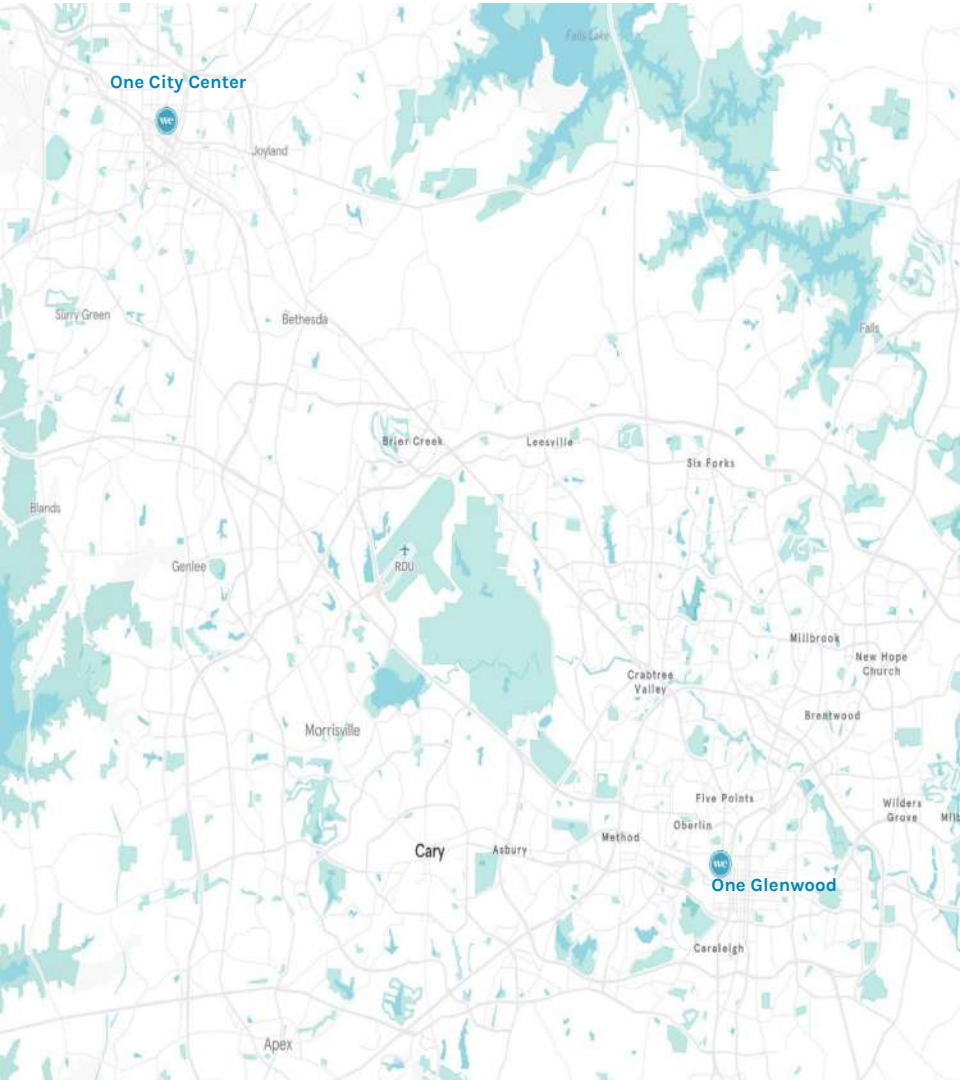 Falls Lake
One City Center
we
Joyland
Surry Green
Bethesda
Falls
Brier Creek
Leesville
Six Forks
Blands
Genlee
RDU
Millbrook
New Hope
Church
Crabtree
Valley
Brentwood
Morrisville
Five Points
Wilders
Grove
Oberlin
Method
Cary
Asbury
we
One Glenwood
Caraleigh
Apex